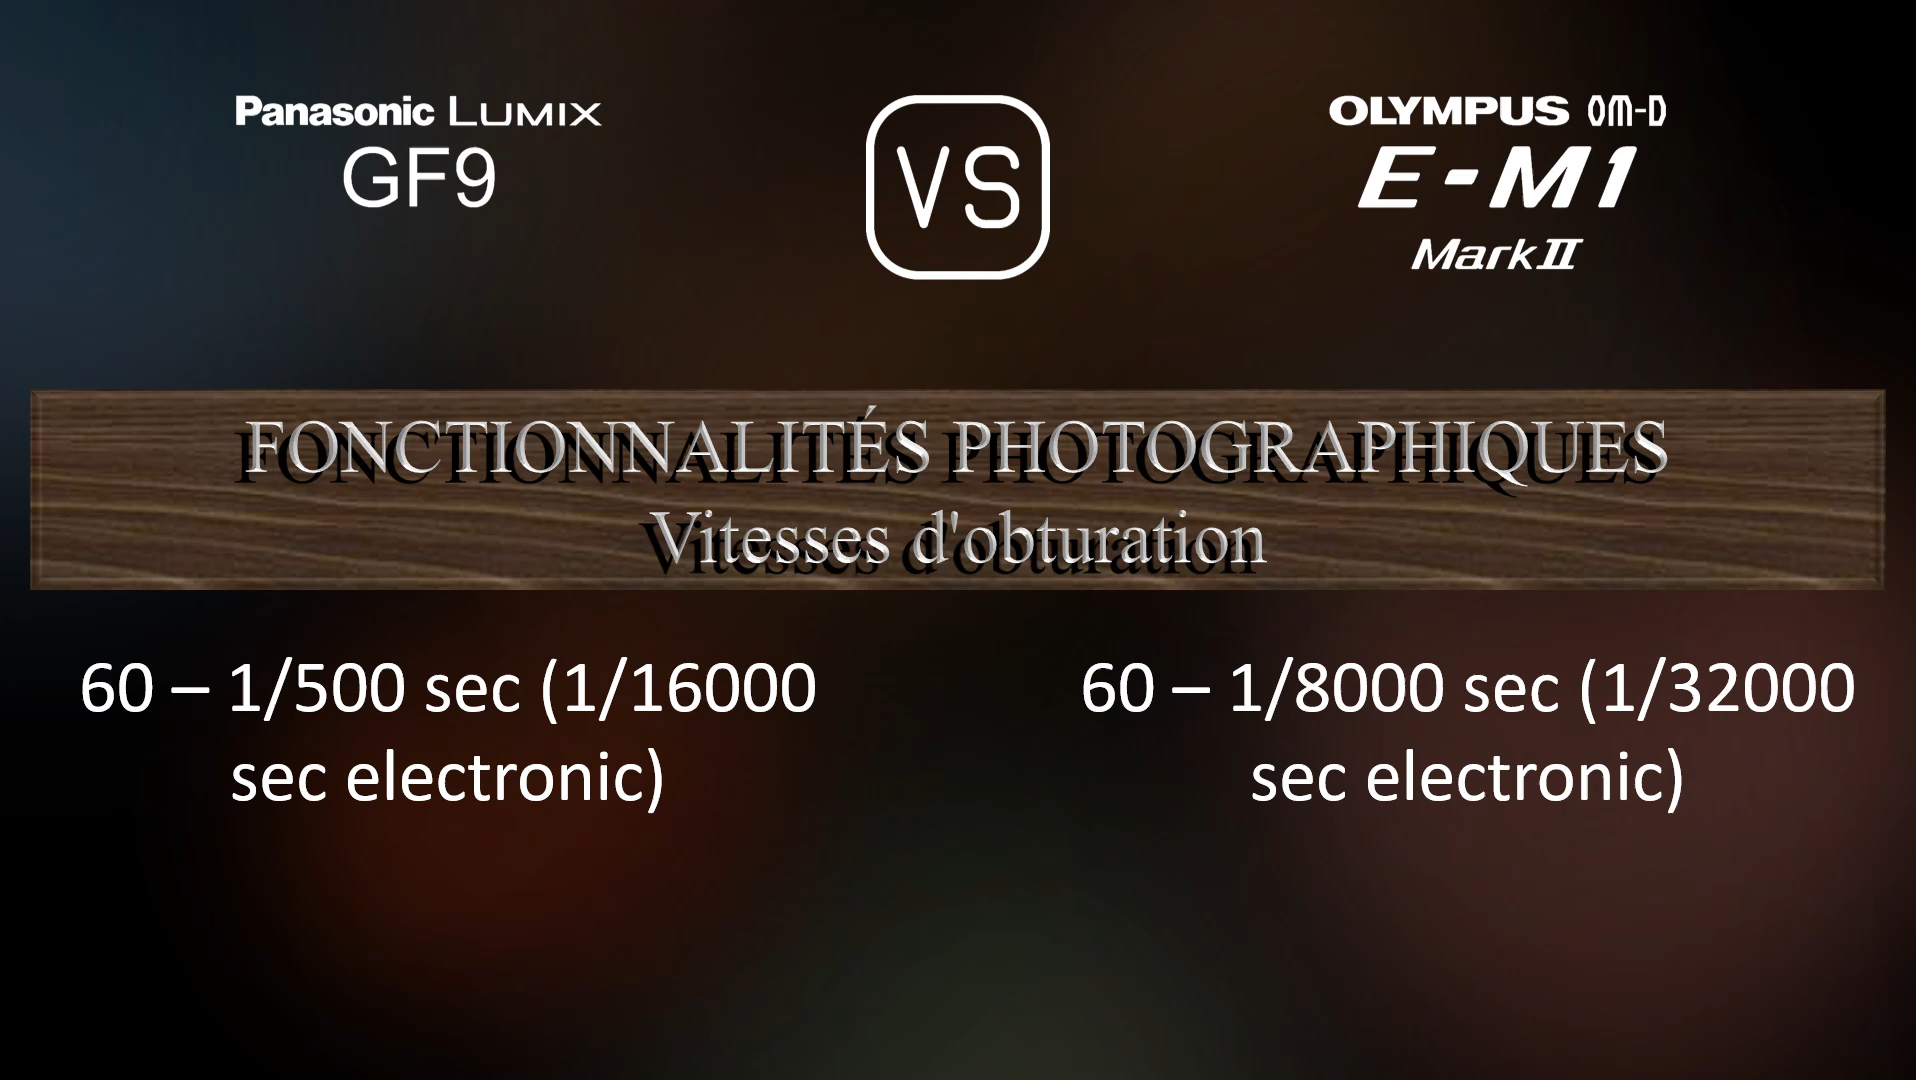 Panasonic LUMIX
GF9
VS
OLYMPUS OM-D
E-M1
Mark II
FONCTIONNALITÉS PHOTOGRAPHIQUES
Vitesses d'obturation
60 – 1/500 sec (1/16000
sec electronic)
60 – 1/8000 sec (1/32000
sec electronic)